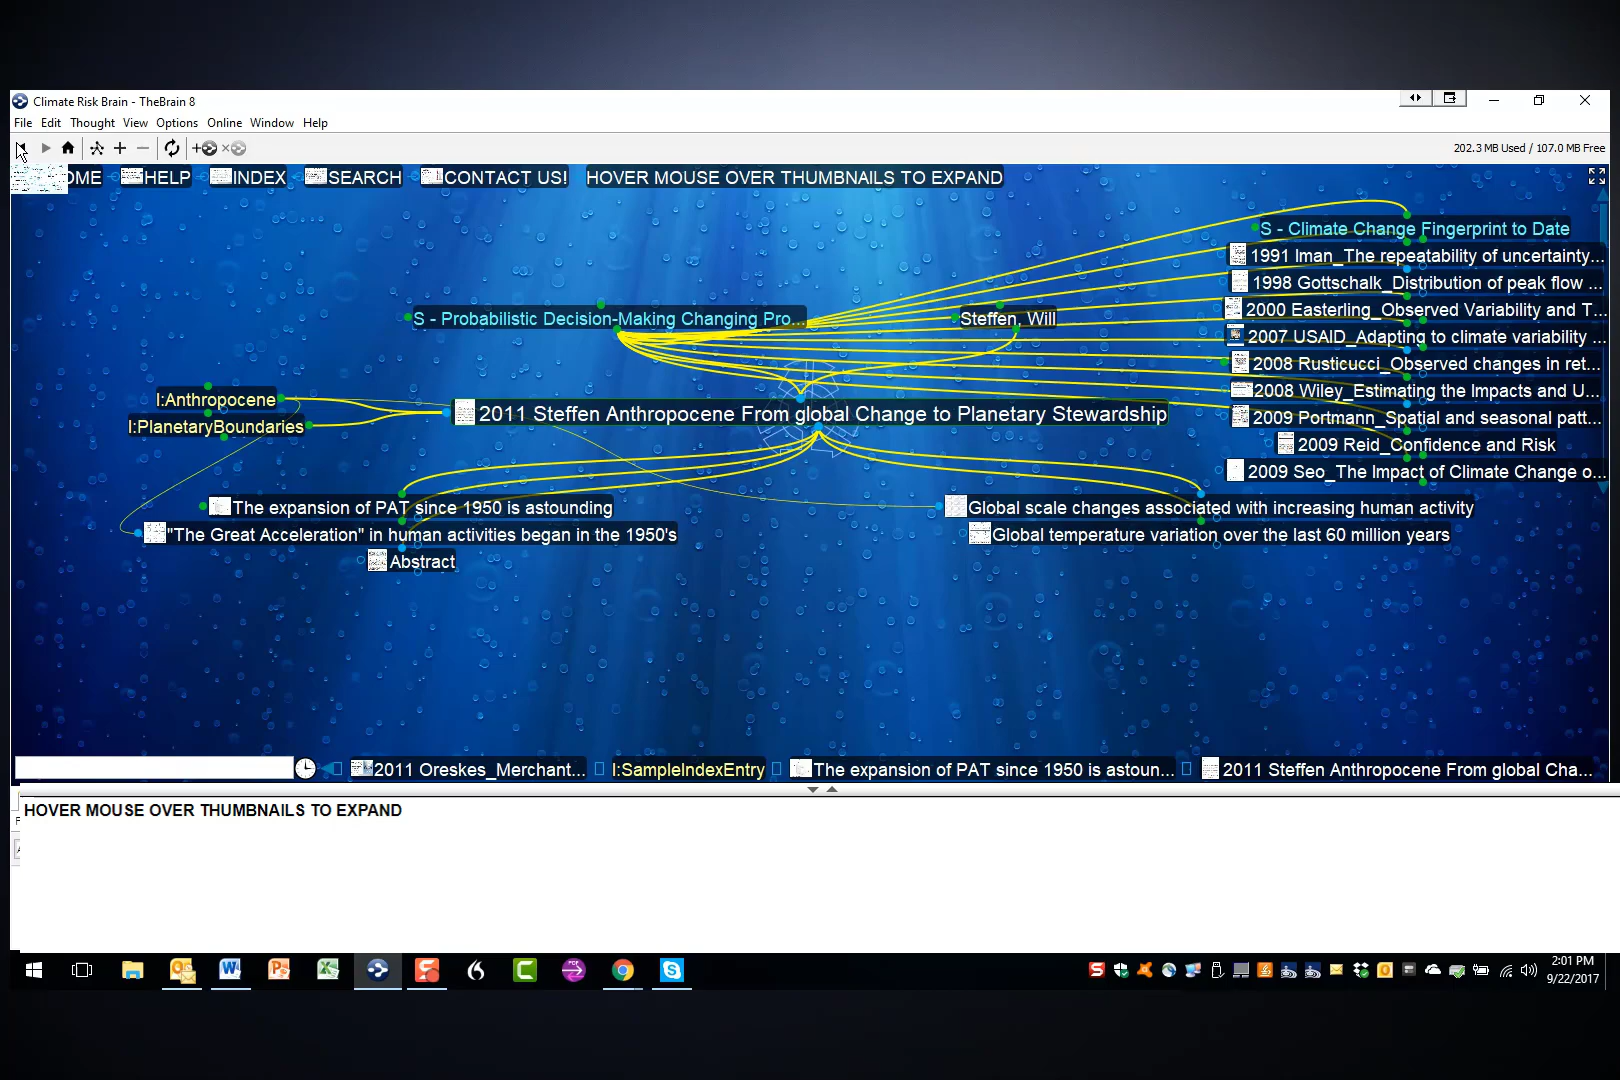 Climate Risk Brain - TheBrain 8
File Edit Thought View Options Online Window Help
202.3 MB Used / 107.0 MB Free
OME HELP INDEX SEARCH CONTACT US! HOVER MOUSE OVER THUMBNAILS TO EXPAND
S - Climate Change Fingerprint to Date
1991 Iman_The repeatability of uncertainty...
1998 Gottschalk_Distribution of peak flow ...
2000 Easterling_Observed Variability and T...
S - Probabilistic Decision-Making Changing Pro...
Steffen, Will
2007 USAID_Adapting to climate variability ...
2008 Rusticucci_Observed changes in ret...
2008 Wiley_Estimating the Impacts and U...
I:Anthropocene
2011 Steffen Anthropocene From global Change to Planetary Stewardship
2009 Portmann_Spatial and seasonal patt...
I:PlanetaryBoundaries
2009 Reid_Confidence and Risk
2009 Seo_The Impact of Climate Change o...
The expansion of PAT since 1950 is astounding
Global scale changes associated with increasing human activity
"The Great Acceleration" in human activities began in the 1950's
Global temperature variation over the last 60 million years
Abstract
2011 Oreskes_Merchant... I:SampleIndexEntry The expansion of PAT since 1950 is astoun... 2011 Steffen Anthropocene From global Cha...
HOVER MOUSE OVER THUMBNAILS TO EXPAND
2:01 PM
9/22/2017